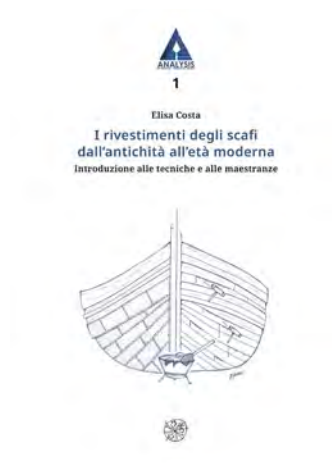 ANALYSIS
1
Elisa Costa
I rivestimenti degli scafi
dall'antichità all'età moderna
Introduzione alle tecniche e alle maestranze